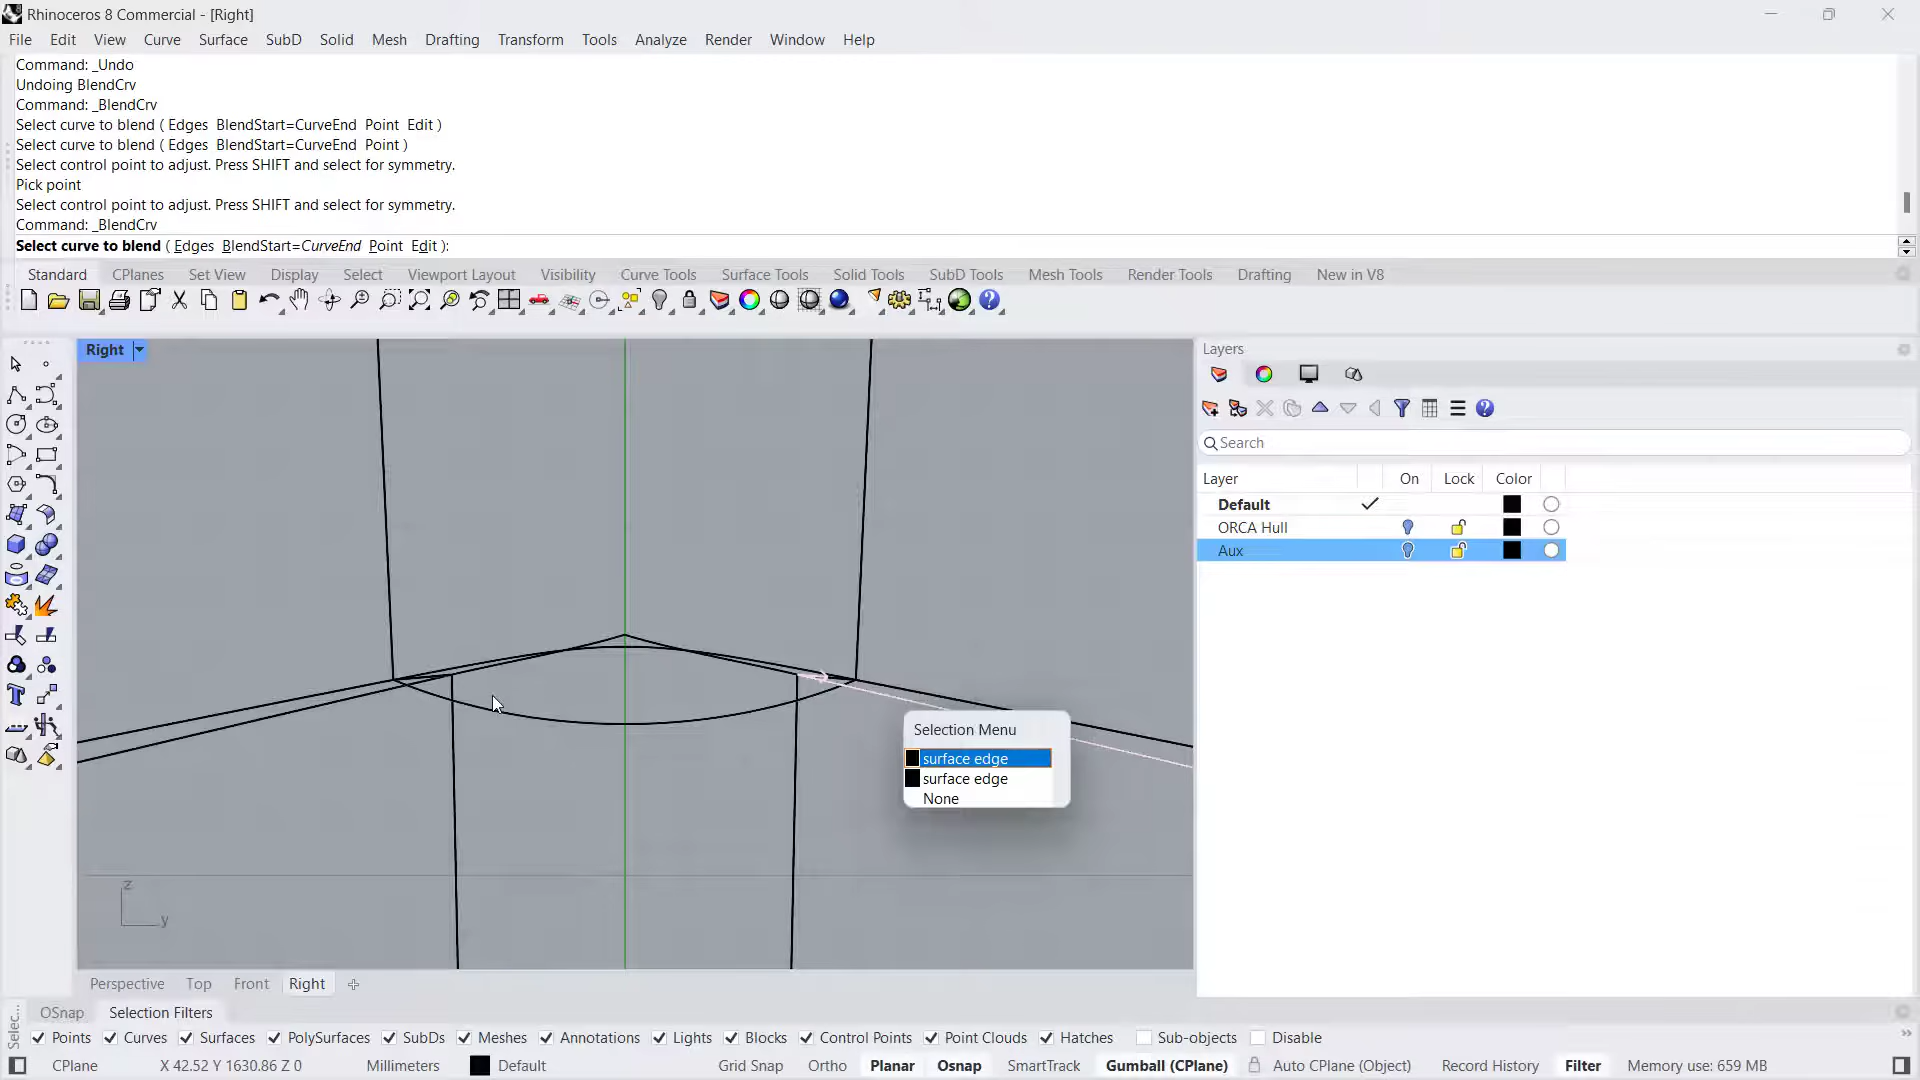 Rhinoceros 8 Commercial - [Right]
File Edit View Curve Surface SubD Solid Mesh Drafting Transform Tools Analyze Render Window Help
Command: _Undo
Undoing BlendCrv
Command: _BlendCrv
Select curve to blend ( Edges BlendStart=CurveEnd Point Edit )
Select curve to blend ( Edges BlendStart=CurveEnd Point )
Select control point to adjust. Press SHIFT and select for symmetry.
Pick point
Select control point to adjust. Press SHIFT and select for symmetry.
Command: _BlendCrv
Select curve to blend ( Edges BlendStart=CurveEnd Point Edit ):
Standard CPlanes Set View Display Select Viewport Layout Visibility Curve Tools Surface Tools Solid Tools SubD Tools Mesh Tools Render Tools Drafting New in V8
Right
Layers
Search
Layer On Lock Color
Default
ORCA Hull
Aux
Selection Menu
surface edge
surface edge
None
z
y
Perspective Top Front Right
Selec...
OSnap Selection Filters
Points Curves Surfaces PolySurfaces SubDs Meshes Annotations Lights Blocks Control Points Point Clouds Hatches Sub-objects Disable
CPlane X 42.52 Y 1630.86 Z 0 Millimeters Default Grid Snap Ortho Planar Osnap SmartTrack Gumball (CPlane) Auto CPlane (Object) Record History Filter Memory use: 659 MB